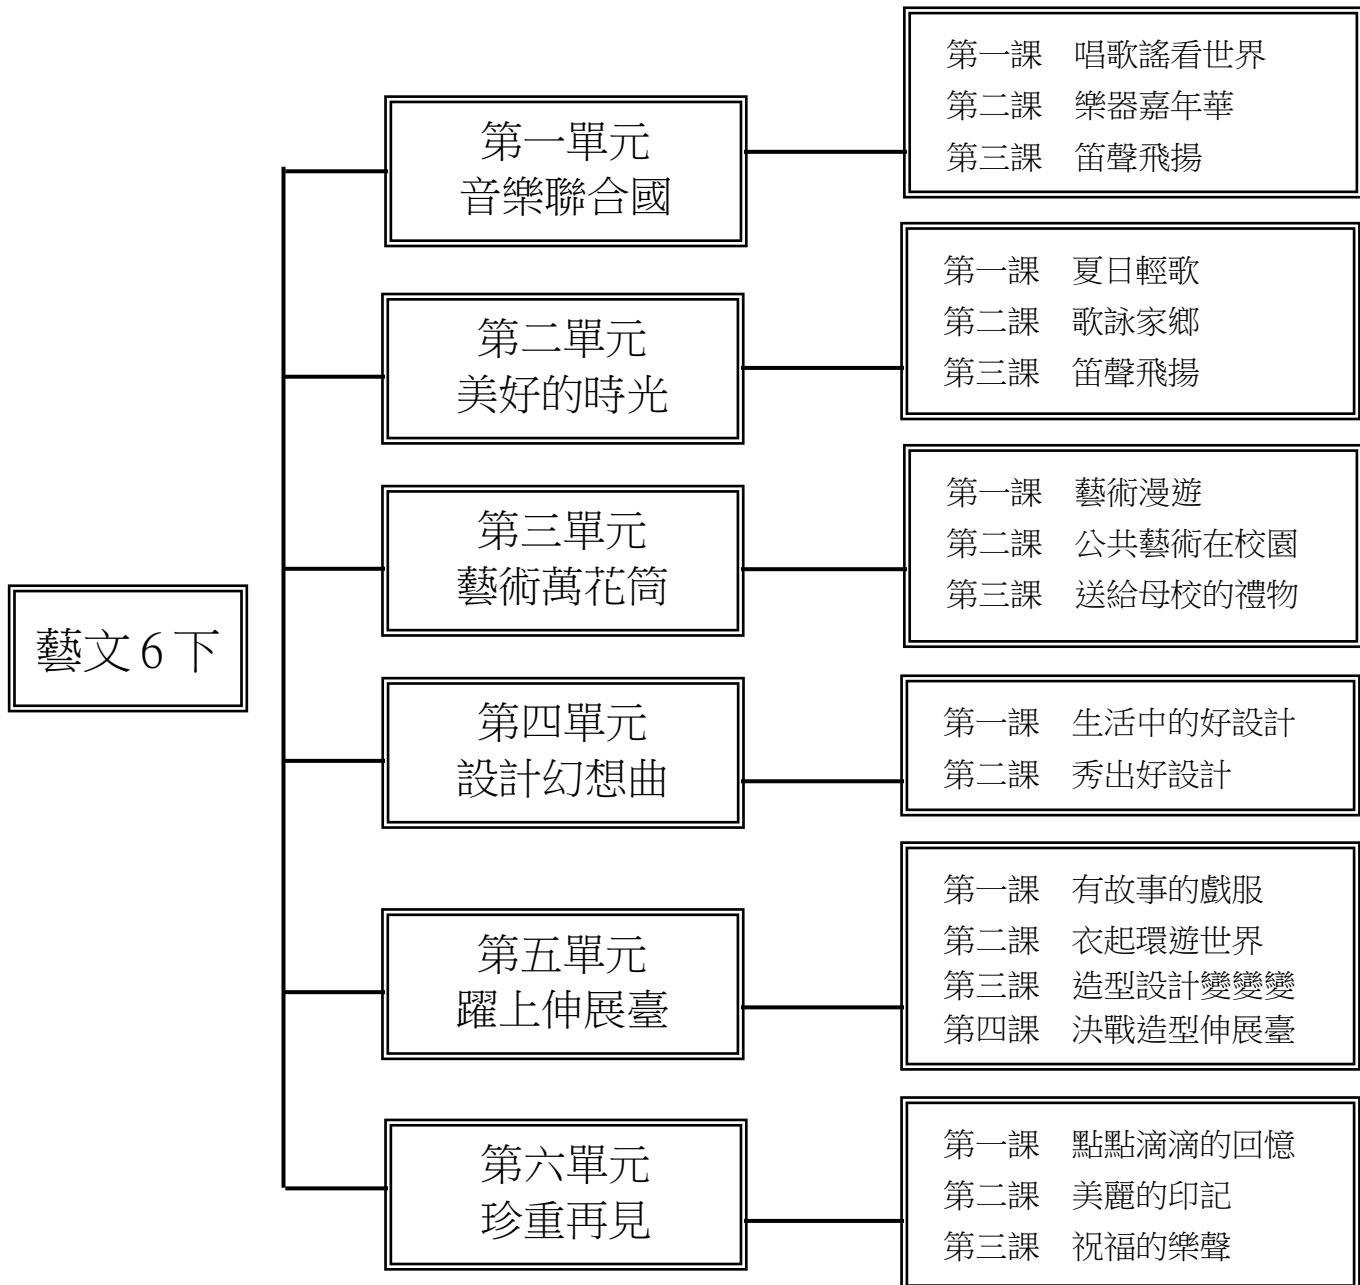 藝文6下
第一單元
音樂聯合國
第一課　唱歌謠看世界
第二課　樂器嘉年華
第三課　笛聲飛揚
第二單元
美好的時光
第一課　夏日輕歌
第二課　歌詠家鄉
第三課　笛聲飛揚
第三單元
藝術萬花筒
第一課　藝術漫遊
第二課　公共藝術在校園
第三課　送給母校的禮物
第四單元
設計幻想曲
第一課　生活中的好設計
第二課　秀出好設計
第五單元
躍上伸展臺
第一課　有故事的戲服
第二課　衣起環遊世界
第三課　造型設計變變變
第四課　決戰造型伸展臺
第六單元
珍重再見
第一課　點點滴滴的回憶
第二課　美麗的印記
第三課　祝福的樂聲